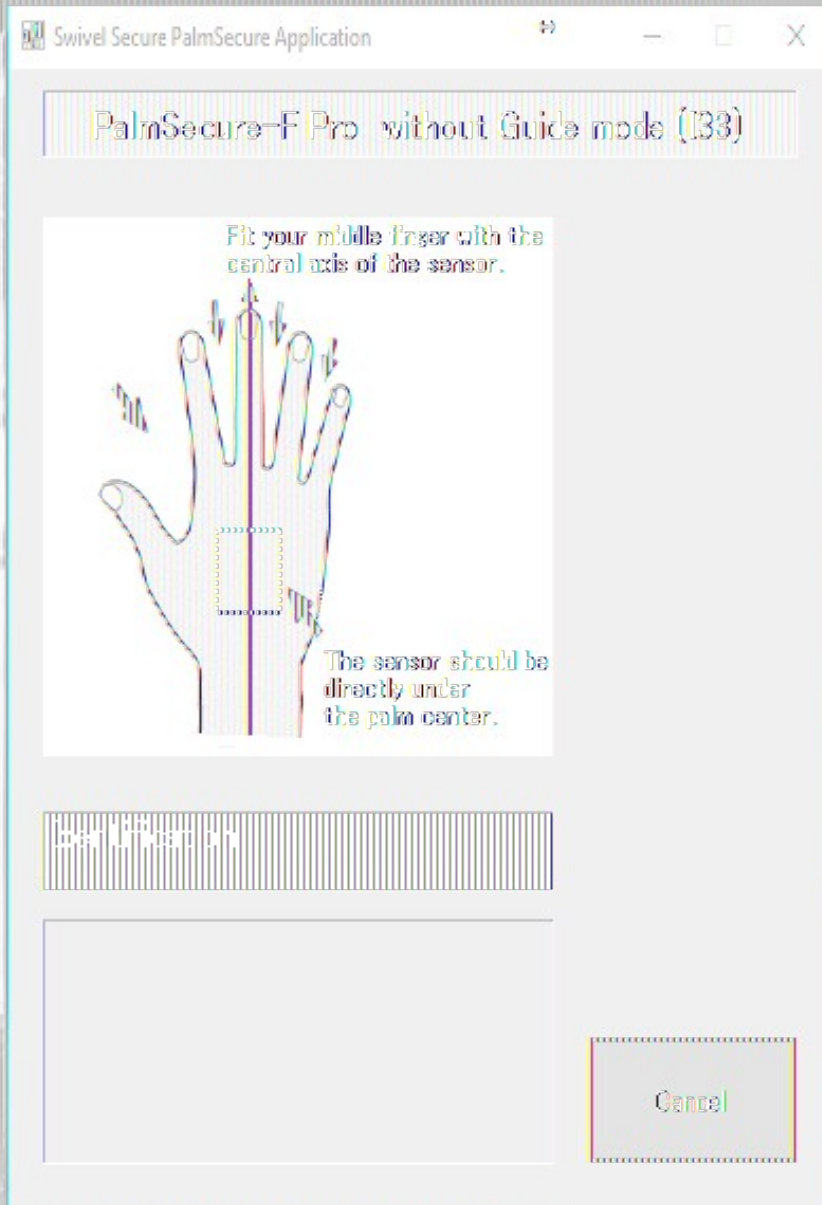 Swivel Secure PalmSecure Application
PalmSecure-F Pro without Guide mode (I33)
Fit your middle finger with the
central axis of the sensor.
The sensor should be
directly under
the palm center.
Identification
Cancel